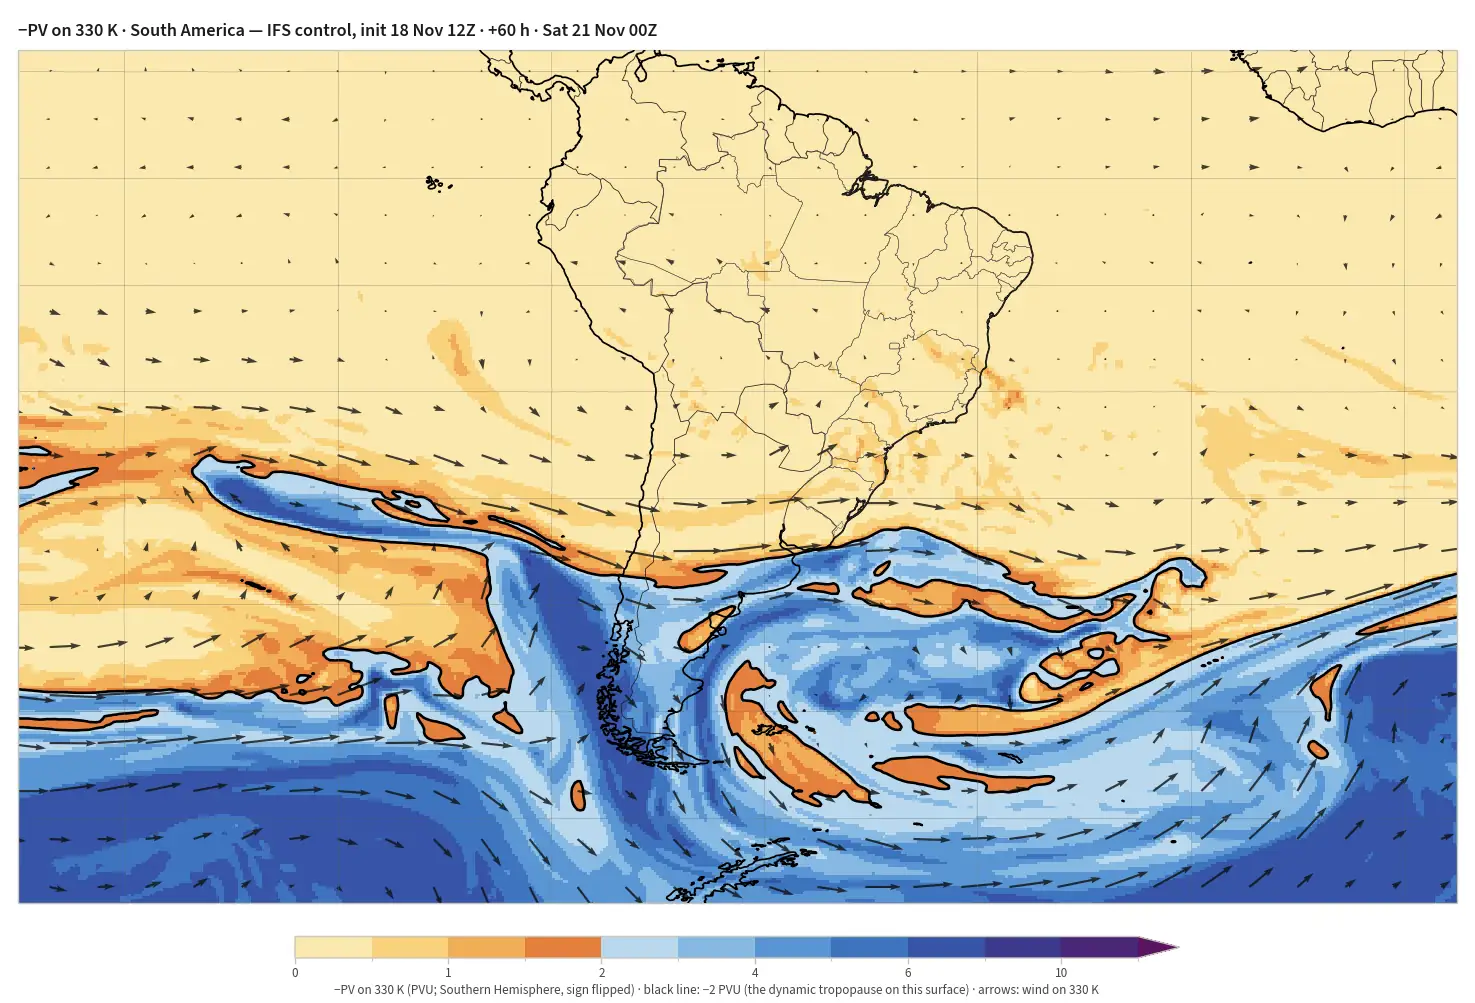 −PV on 330 K · South America — IFS control, init 18 Nov 12Z · +60 h · Sat 21 Nov 00Z
0 1 2 4 6 10
−PV on 330 K (PVU; Southern Hemisphere, sign flipped) · black line: −2 PVU (the dynamic tropopause on this surface) · arrows: wind on 330 K